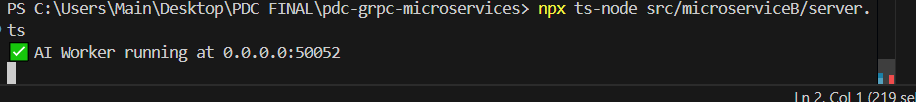 PS C:\Users\Main\Desktop\PDC FINAL\pdc-grpc-microservices> npx ts-node src/microserviceB/server.
ts
✅ AI Worker running at 0.0.0.0:50052
Ln 2, Col 1 (219 se